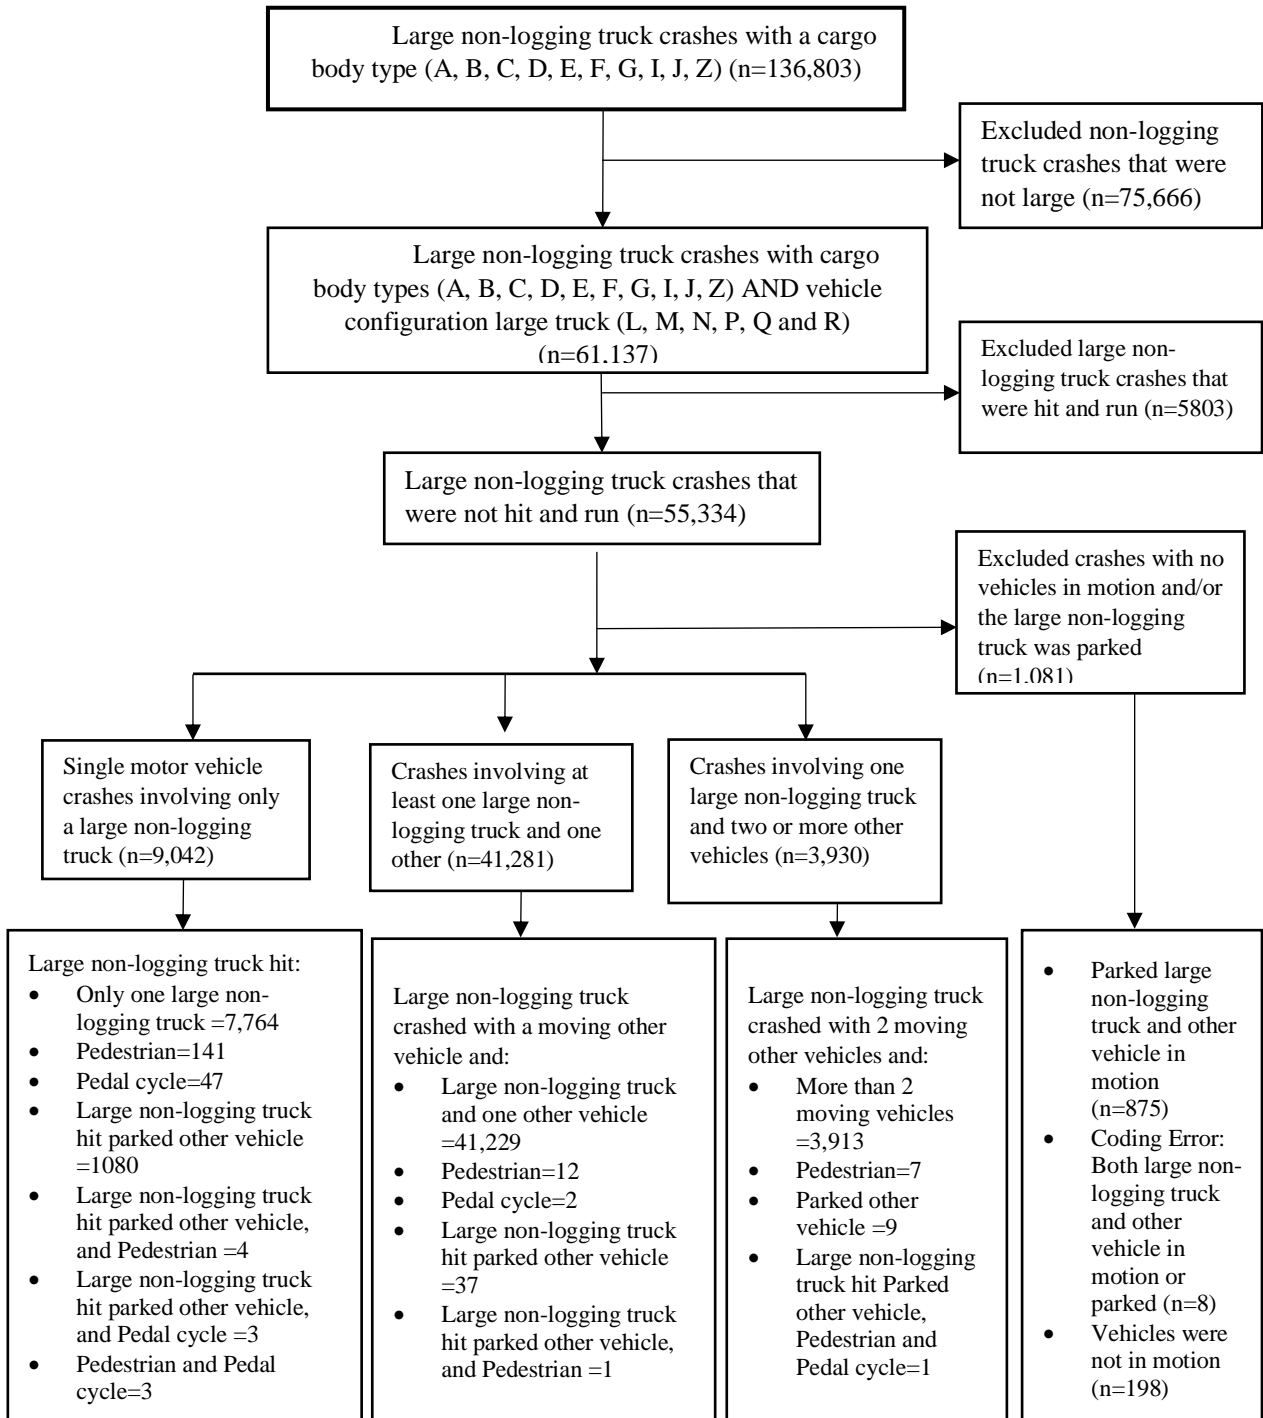 Large non-logging truck crashes with a cargo
body type (A, B, C, D, E, F, G, I, J, Z) (n=136,803)
Excluded non-logging
truck crashes that were
not large (n=75,666)
Large non-logging truck crashes with cargo
body types (A, B, C, D, E, F, G, I, J, Z) AND vehicle
configuration large truck (L, M, N, P, Q and R)
(n=61,137)
Excluded large non-
logging truck crashes that
were hit and run (n=5803)
Large non-logging truck crashes that
were not hit and run (n=55,334)
Excluded crashes with no
vehicles in motion and/or
the large non-logging
truck was parked
(n=1,081)
Single motor vehicle
crashes involving only
a large non-logging
truck (n=9,042)
Crashes involving at
least one large non-
logging truck and one
other (n=41,281)
Crashes involving one
large non-logging truck
and two or more other
vehicles (n=3,930)
Large non-logging truck hit:
• Only one large non-
logging truck =7,764
• Pedestrian=141
• Pedal cycle=47
• Large non-logging truck
hit parked other vehicle
=1080
• Large non-logging truck
hit parked other vehicle,
and Pedestrian =4
• Large non-logging truck
hit parked other vehicle,
and Pedal cycle =3
• Pedestrian and Pedal
cycle=3
Large non-logging truck
crashed with a moving other
vehicle and:
• Large non-logging truck
and one other vehicle
=41,229
• Pedestrian=12
• Pedal cycle=2
• Large non-logging truck
hit parked other vehicle
=37
• Large non-logging truck
hit parked other vehicle,
and Pedestrian =1
Large non-logging truck
crashed with 2 moving
other vehicles and:
• More than 2
moving vehicles
=3,913
• Pedestrian=7
• Parked other
vehicle =9
• Large non-logging
truck hit Parked
other vehicle,
Pedestrian and
Pedal cycle=1
• Parked large
non-logging
truck and other
vehicle in
motion
(n=875)
• Coding Error:
Both large non-
logging truck
and other
vehicle in
motion or
parked (n=8)
• Vehicles were
not in motion
(n=198)